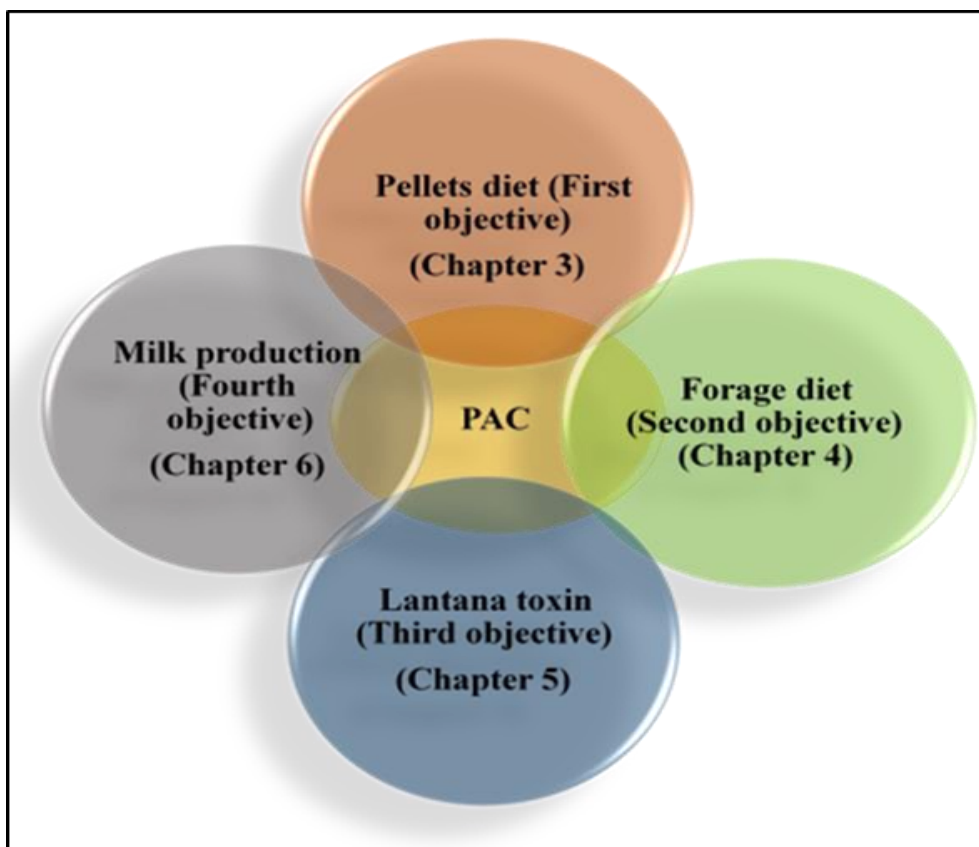 Pellets diet (First
objective)
(Chapter 3)
Milk production
(Fourth
objective)
(Chapter 6)
PAC
Forage diet
(Second objective)
(Chapter 4)
Lantana toxin
(Third objective)
(Chapter 5)